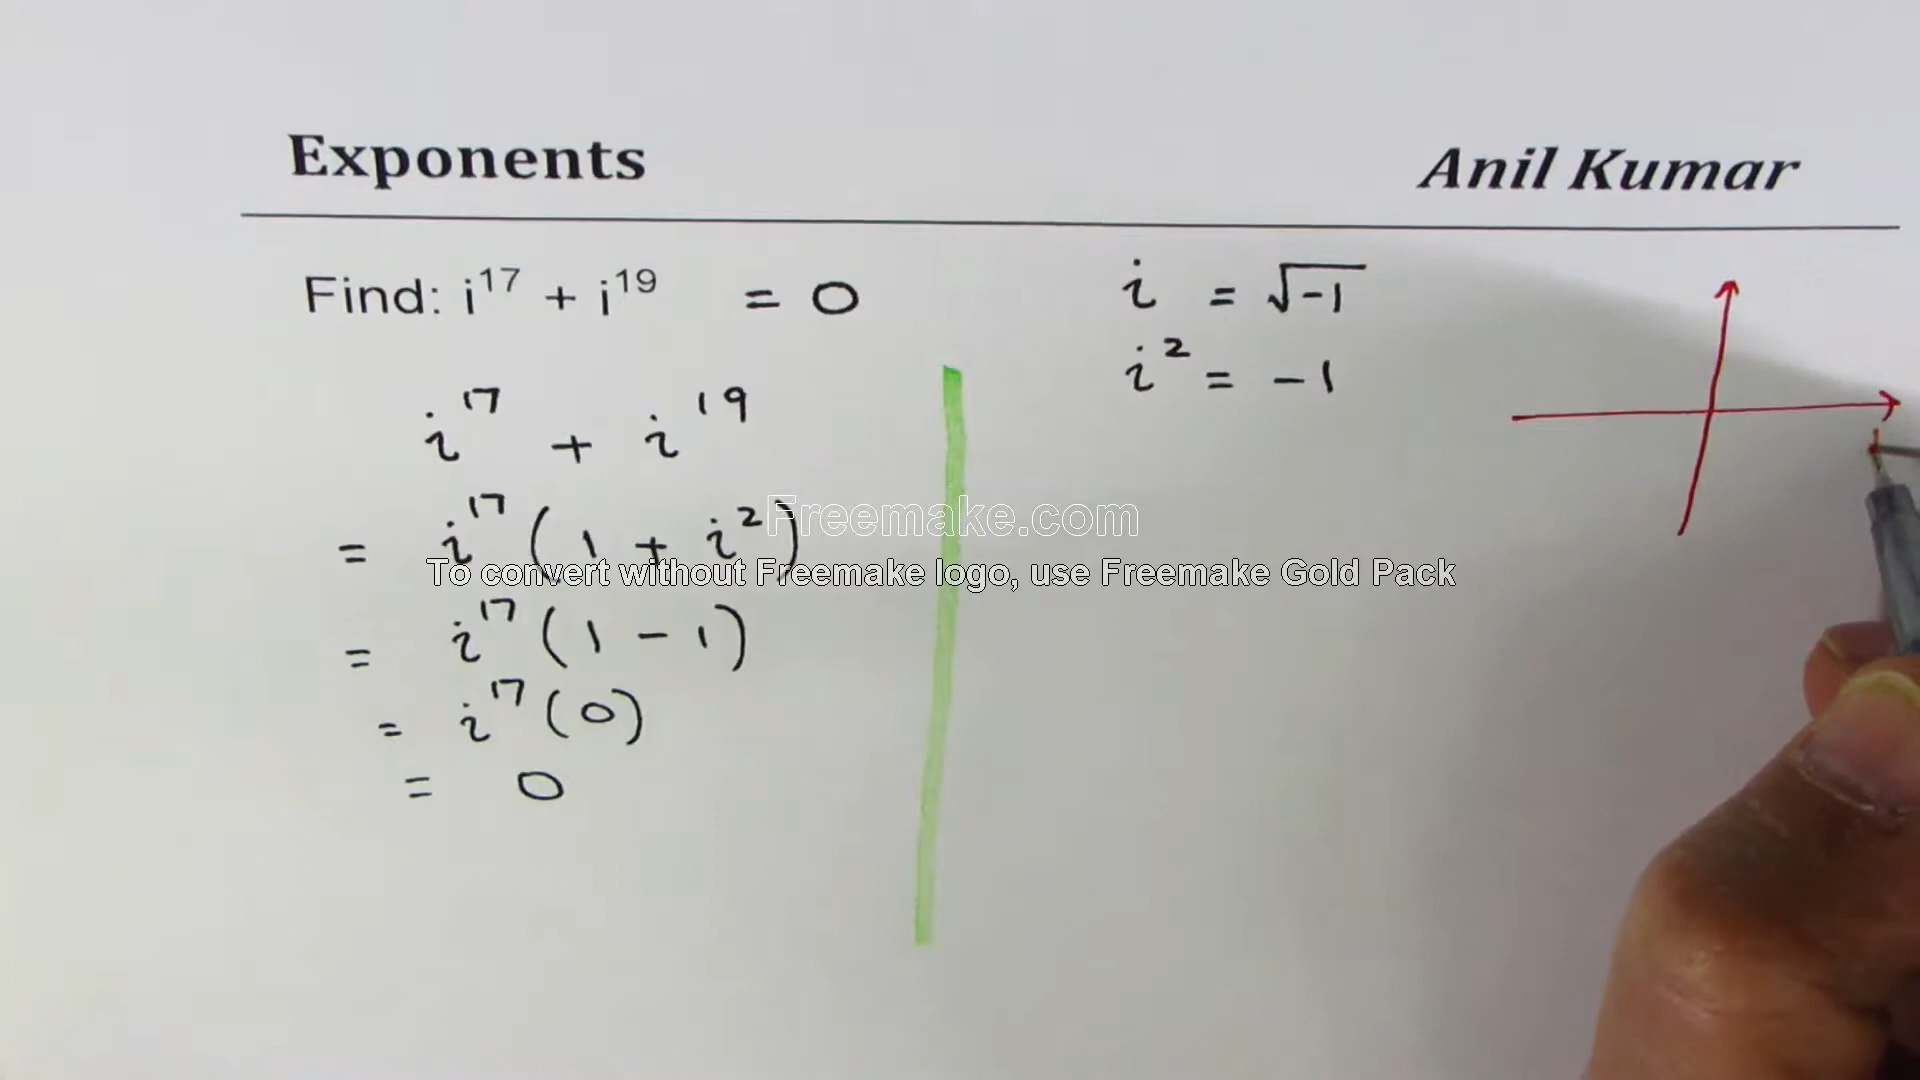 Exponents
Anil Kumar
Find: i¹⁷ + i¹⁹ = 0
i = √-1
i² = -1
i¹⁷ + i¹⁹
= i¹⁷ (1 + i²)
Freemake.com
To convert without Freemake logo, use Freemake Gold Pack
= i¹⁷ (1 - 1)
= i¹⁷ (0)
= 0